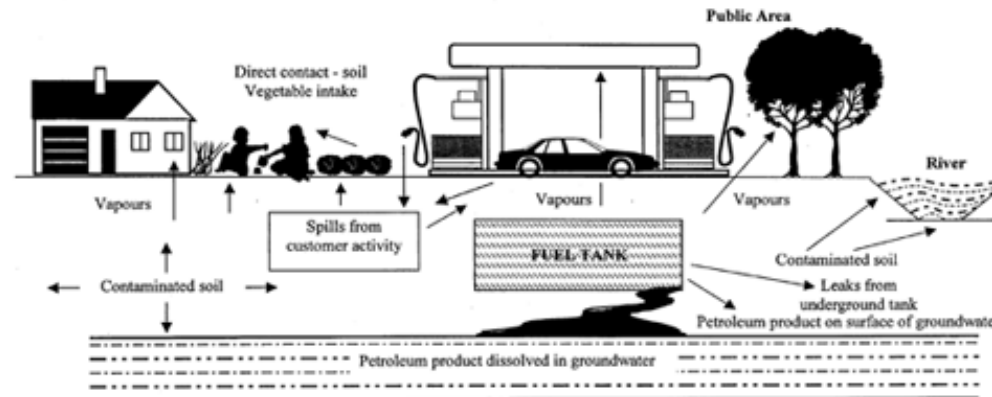 Public Area
Direct contact - soil
Vegetable intake
River
Vapours
Spills from
customer activity
Vapours
Vapours
FUEL TANK
Contaminated soil
Contaminated soil
Leaks from
underground tank
Petroleum product on surface of groundwate
Petroleum product dissolved in groundwater